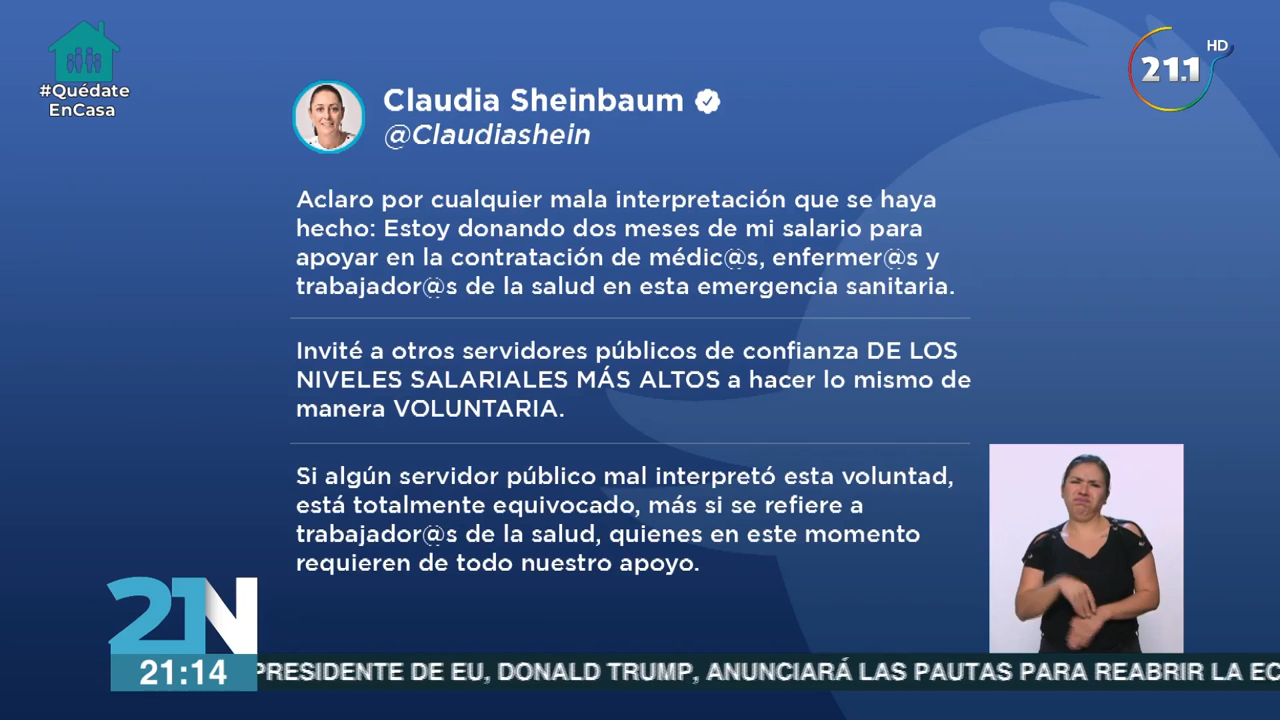 #Quédate
EnCasa
21.1 HD
Claudia Sheinbaum
@Claudiashein
Aclaro por cualquier mala interpretación que se haya
hecho: Estoy donando dos meses de mi salario para
apoyar en la contratación de médic@s, enfermer@s y
trabajador@s de la salud en esta emergencia sanitaria.
Invité a otros servidores públicos de confianza DE LOS
NIVELES SALARIALES MÁS ALTOS a hacer lo mismo de
manera VOLUNTARIA.
Si algún servidor público mal interpretó esta voluntad,
está totalmente equivocado, más si se refiere a
trabajador@s de la salud, quienes en este momento
requieren de todo nuestro apoyo.
21N
21:14
PRESIDENTE DE EU, DONALD TRUMP, ANUNCIARÁ LAS PAUTAS PARA REABRIR LA EC